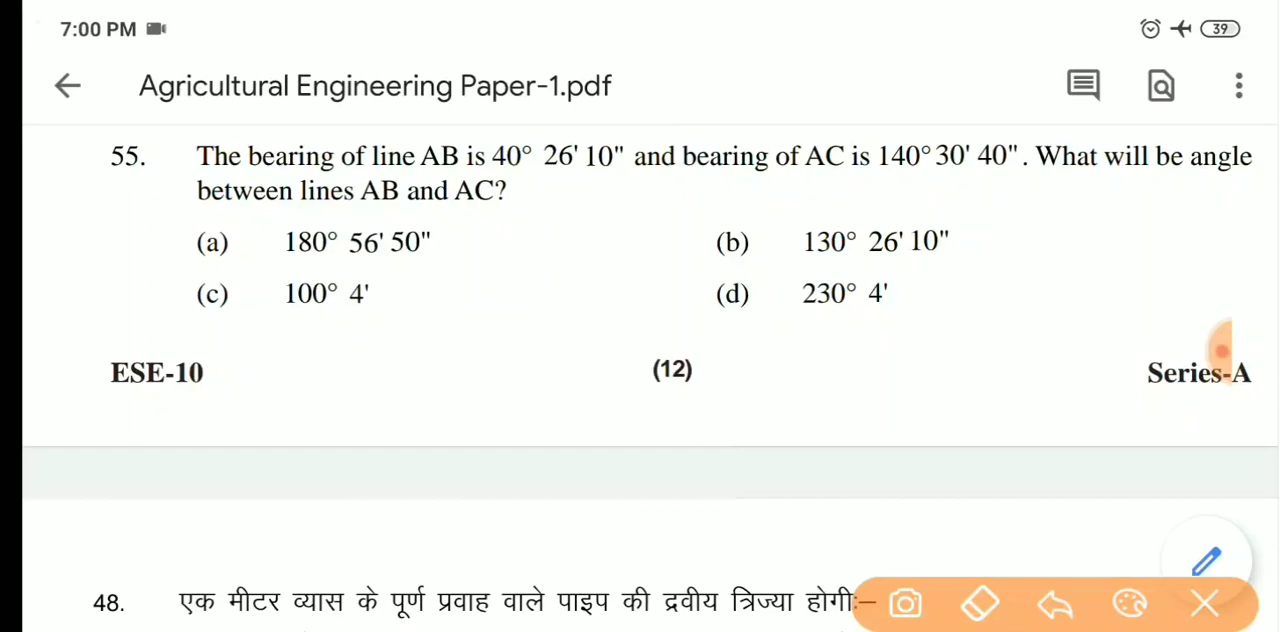 7:00 PM
39
Agricultural Engineering Paper-1.pdf
55. The bearing of line AB is 40° 26' 10" and bearing of AC is 140° 30' 40". What will be angle
between lines AB and AC?
(a) 180° 56' 50" (b) 130° 26' 10"
(c) 100° 4' (d) 230° 4'
ESE-10 (12) Series-A
48. एक मीटर व्यास के पूर्ण प्रवाह वाले पाइप की द्रवीय त्रिज्या होगी:–